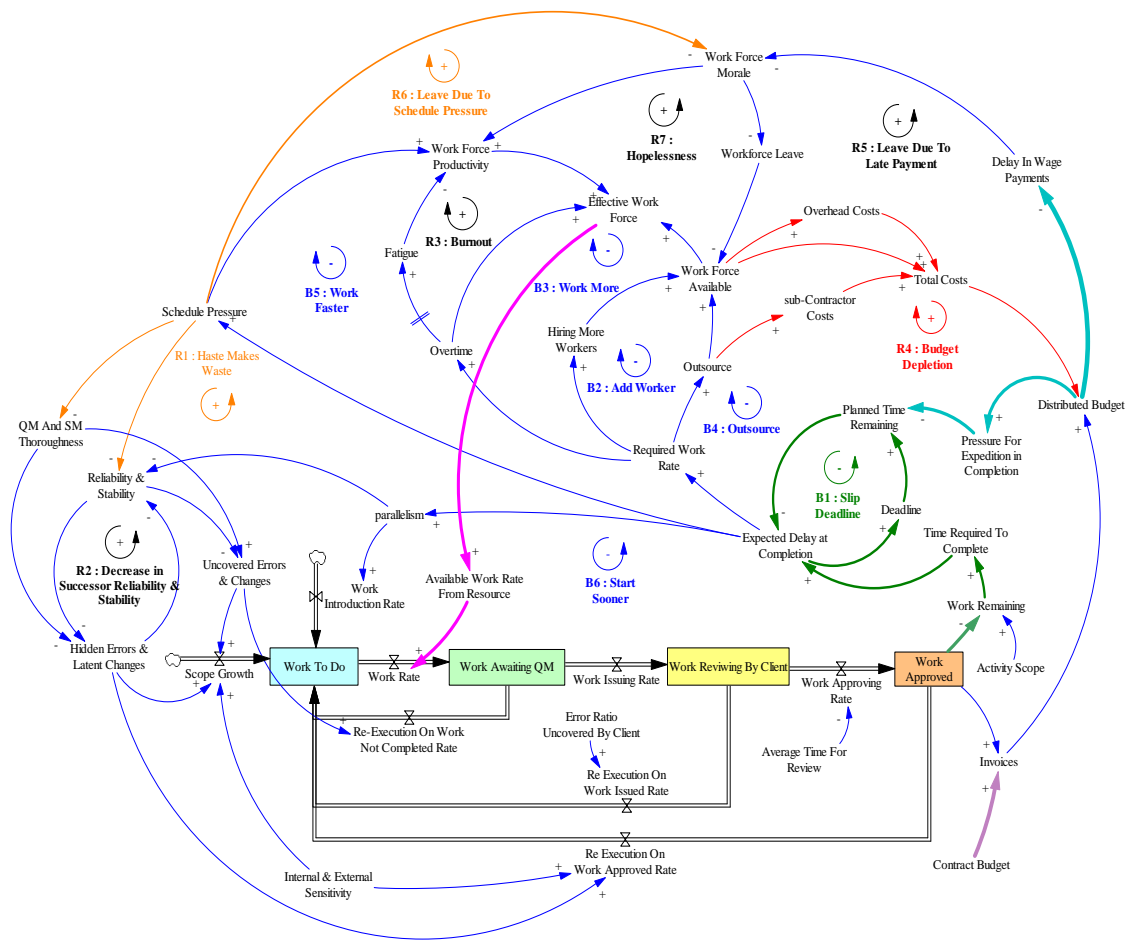 Work Force
Morale
R6 : Leave Due To
Schedule Pressure
R7 :
Hopelessness
R5 : Leave Due To
Late Payment
Work Force
Productivity
Workforce Leave
Delay In Wage
Payments
Effective Work
Force
Overhead Costs
R3 : Burnout
Fatigue
B5 : Work
Faster
B3 : Work More
Work Force
Available
Total Costs
Schedule Pressure
sub-Contractor
Costs
Hiring More
Workers
R1 : Haste Makes
Waste
Overtime
Outsource
R4 : Budget
Depletion
B2 : Add Worker
B4 : Outsource
Distributed Budget
QM And SM
Thoroughness
Planned Time
Remaining
Pressure For
Expedition in
Completion
Required Work
Rate
Reliability &
Stability
B1 : Slip
Deadline
Deadline
parallelism
Expected Delay at
Completion
Time Required To
Complete
R2 : Decrease in
Successor Reliability &
Stability
Uncovered Errors
& Changes
Work
Introduction Rate
Available Work Rate
From Resource
B6 : Start
Sooner
Work Remaining
Hidden Errors &
Latent Changes
Scope Growth
Work To Do
Work Rate
Work Awaiting QM
Work Issuing Rate
Work Reviwing By Client
Work Approving
Rate
Work
Approved
Activity Scope
Re-Execution On Work
Not Completed Rate
Error Ratio
Uncovered By Client
Average Time For
Review
Invoices
Re Execution On
Work Issued Rate
Re Execution On
Work Approved Rate
Contract Budget
Internal & External
Sensitivity